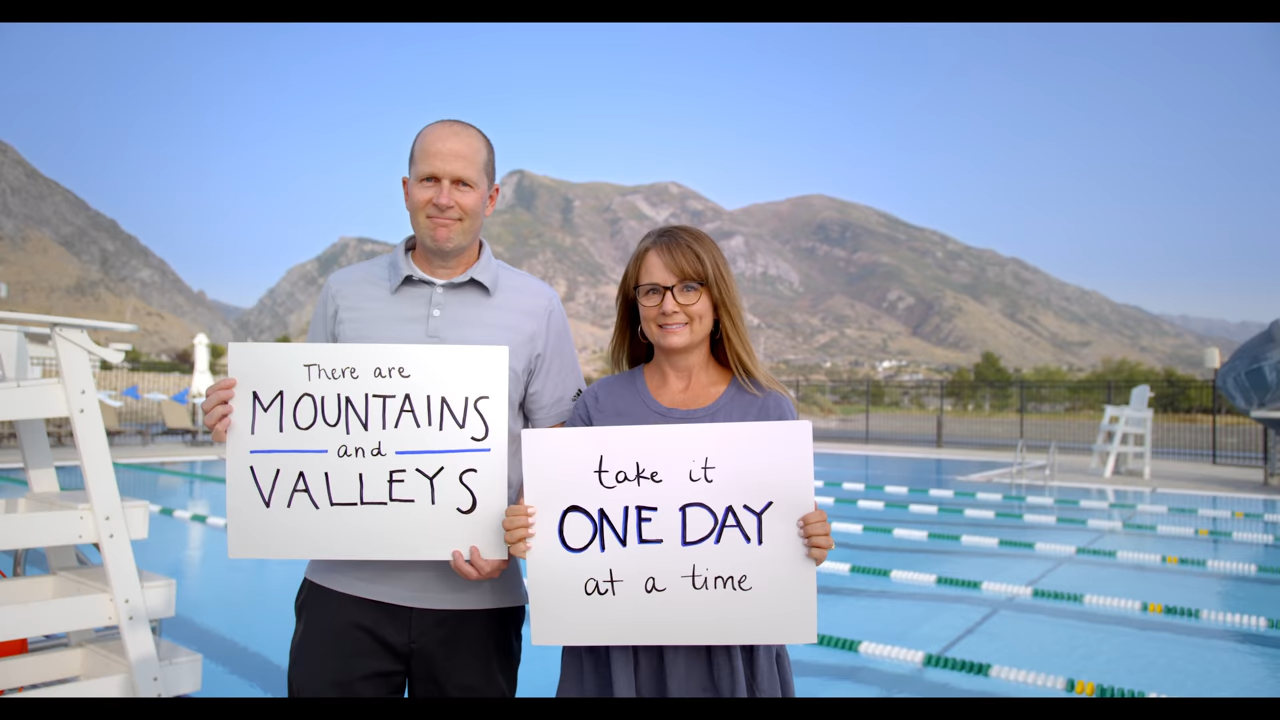 There are
MOUNTAINS
and
VALLEYS
take it
ONE DAY
at a time